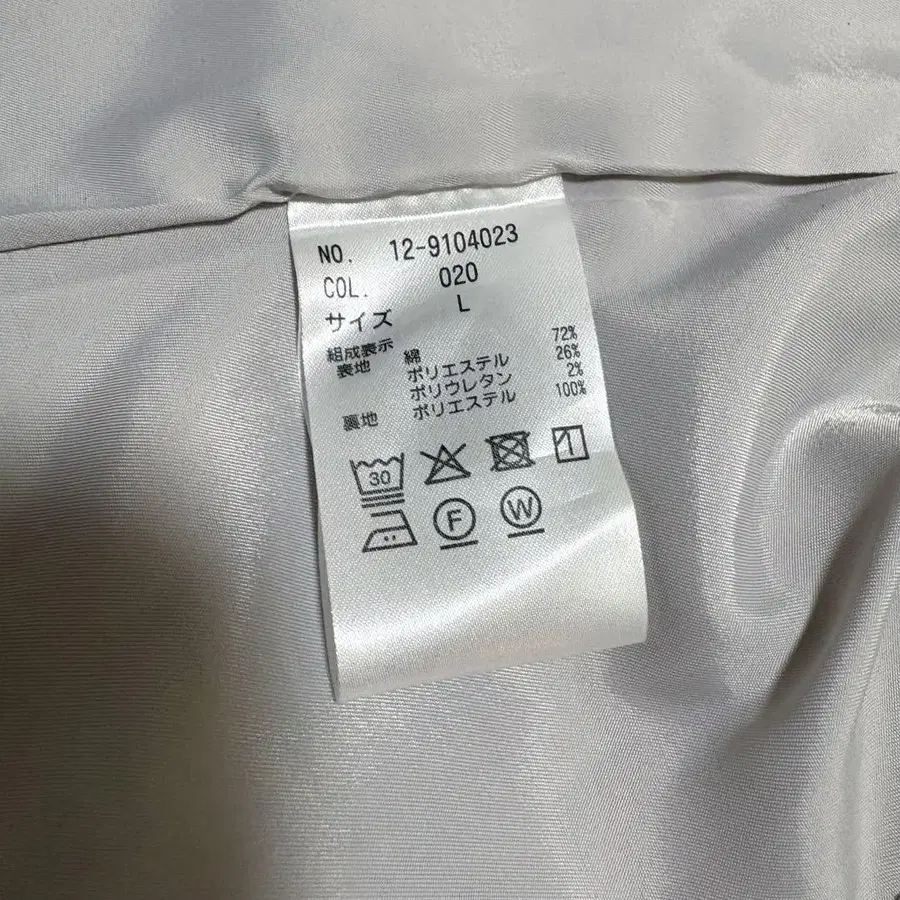 NO. 12-9104023
COL. 020
サイズ L
組成表示
表地 綿 72%
ポリエステル 26%
ポリウレタン 2%
裏地 ポリエステル 100%
30
F W